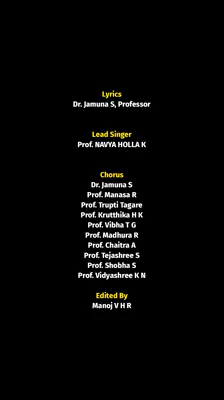 Lyrics
Dr. Jamuna S, Professor
Lead Singer
Prof. NAVYA HOLLA K
Chorus
Dr. Jamuna S
Prof. Manasa R
Prof. Trupti Tagare
Prof. Krutthika H K
Prof. Vibha T G
Prof. Madhura R
Prof. Chaitra A
Prof. Tejashree S
Prof. Shobha S
Prof. Vidyashree K N
Edited By
Manoj V H R